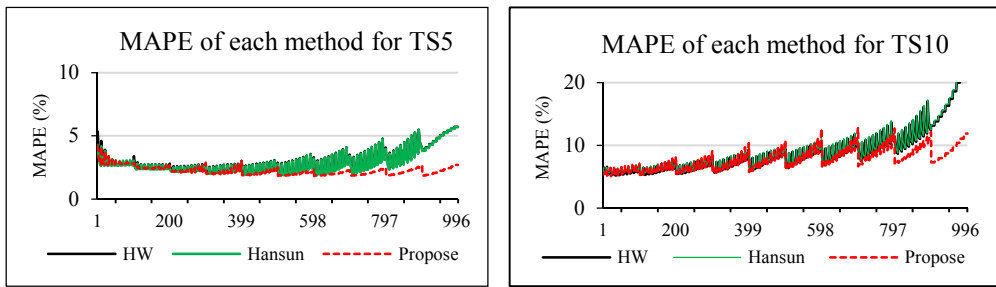 MAPE of each method for TS5
MAPE (%)
10
5
0
1 200 399 598 797 996
HW Hansun Propose
MAPE of each method for TS10
MAPE (%)
20
10
0
1 200 399 598 797 996
HW Hansun Propose